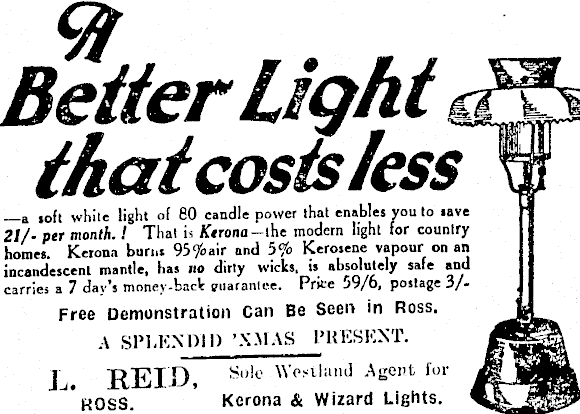 A
Better Light
that costs less
—a soft white light of 80 candle power that enables you to save
21/- per month. ! That is Kerona—the modern light for country
homes. Kerona burns 95% air and 5% Kerosene vapour on an
incandescent mantle, has no dirty wicks, is absolutely safe and
carries a 7 day's money-back guarantee. Price 59/6, postage 3/-
Free Demonstration Can Be Seen in Ross.
A SPLENDID 'XMAS PRESENT.
L. REID, Sole Westland Agent for
ROSS. Kerona & Wizard Lights.